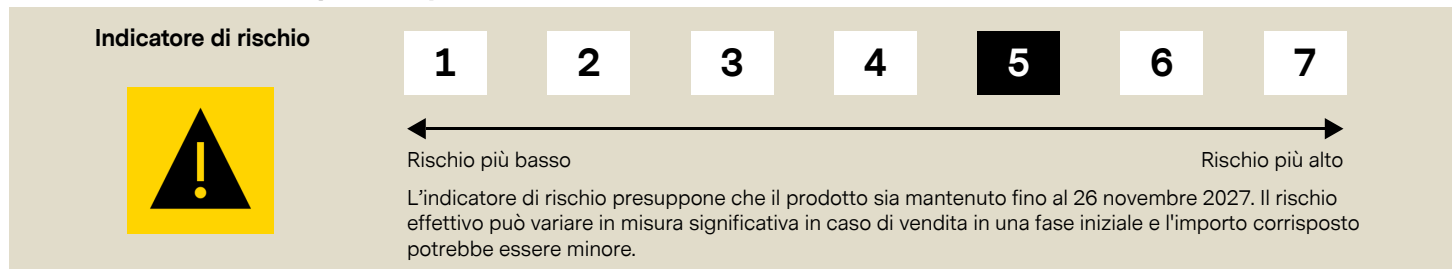 Indicatore di rischio
1 2 3 4 5 6 7
Rischio più basso Rischio più alto
L’indicatore di rischio presuppone che il prodotto sia mantenuto fino al 26 novembre 2027. Il rischio
effettivo può variare in misura significativa in caso di vendita in una fase iniziale e l'importo corrisposto
potrebbe essere minore.